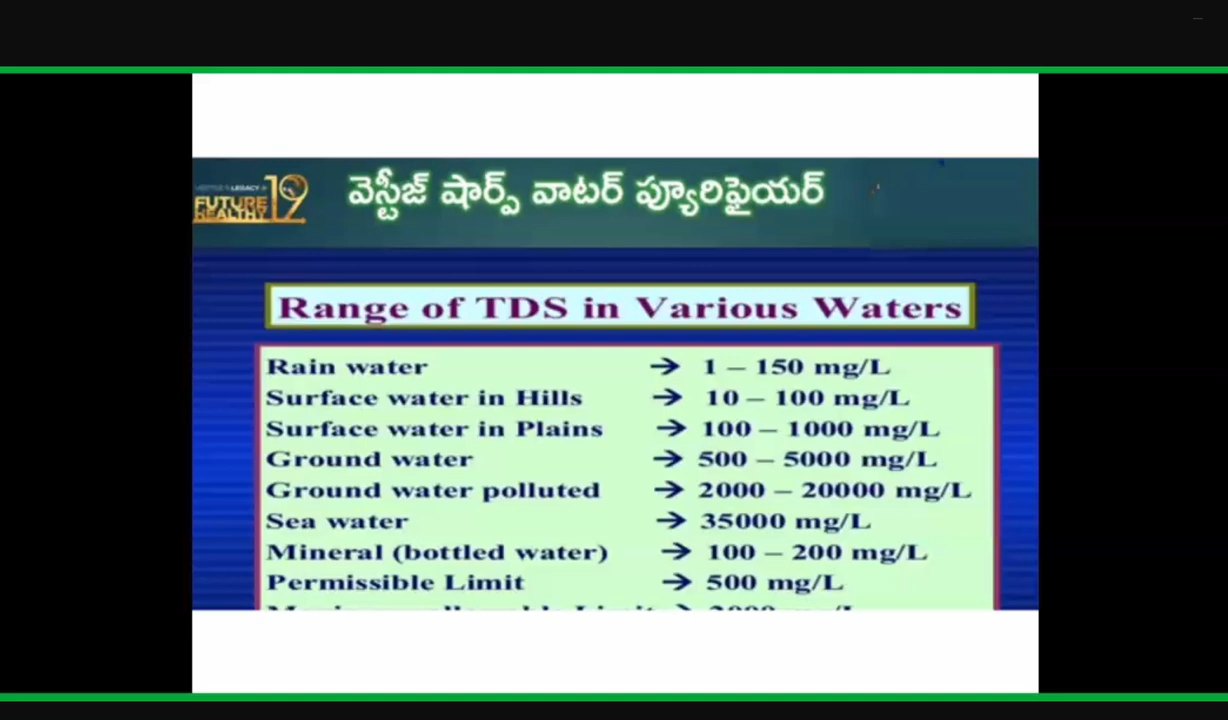 వెస్టీజ్ షార్ప్ వాటర్ ప్యూరిఫైయర్
FUTURE
HEALTHY 19
Range of TDS in Various Waters
Rain water → 1 – 150 mg/L
Surface water in Hills → 10 – 100 mg/L
Surface water in Plains → 100 – 1000 mg/L
Ground water → 500 – 5000 mg/L
Ground water polluted → 2000 – 20000 mg/L
Sea water → 35000 mg/L
Mineral (bottled water) → 100 – 200 mg/L
Permissible Limit → 500 mg/L